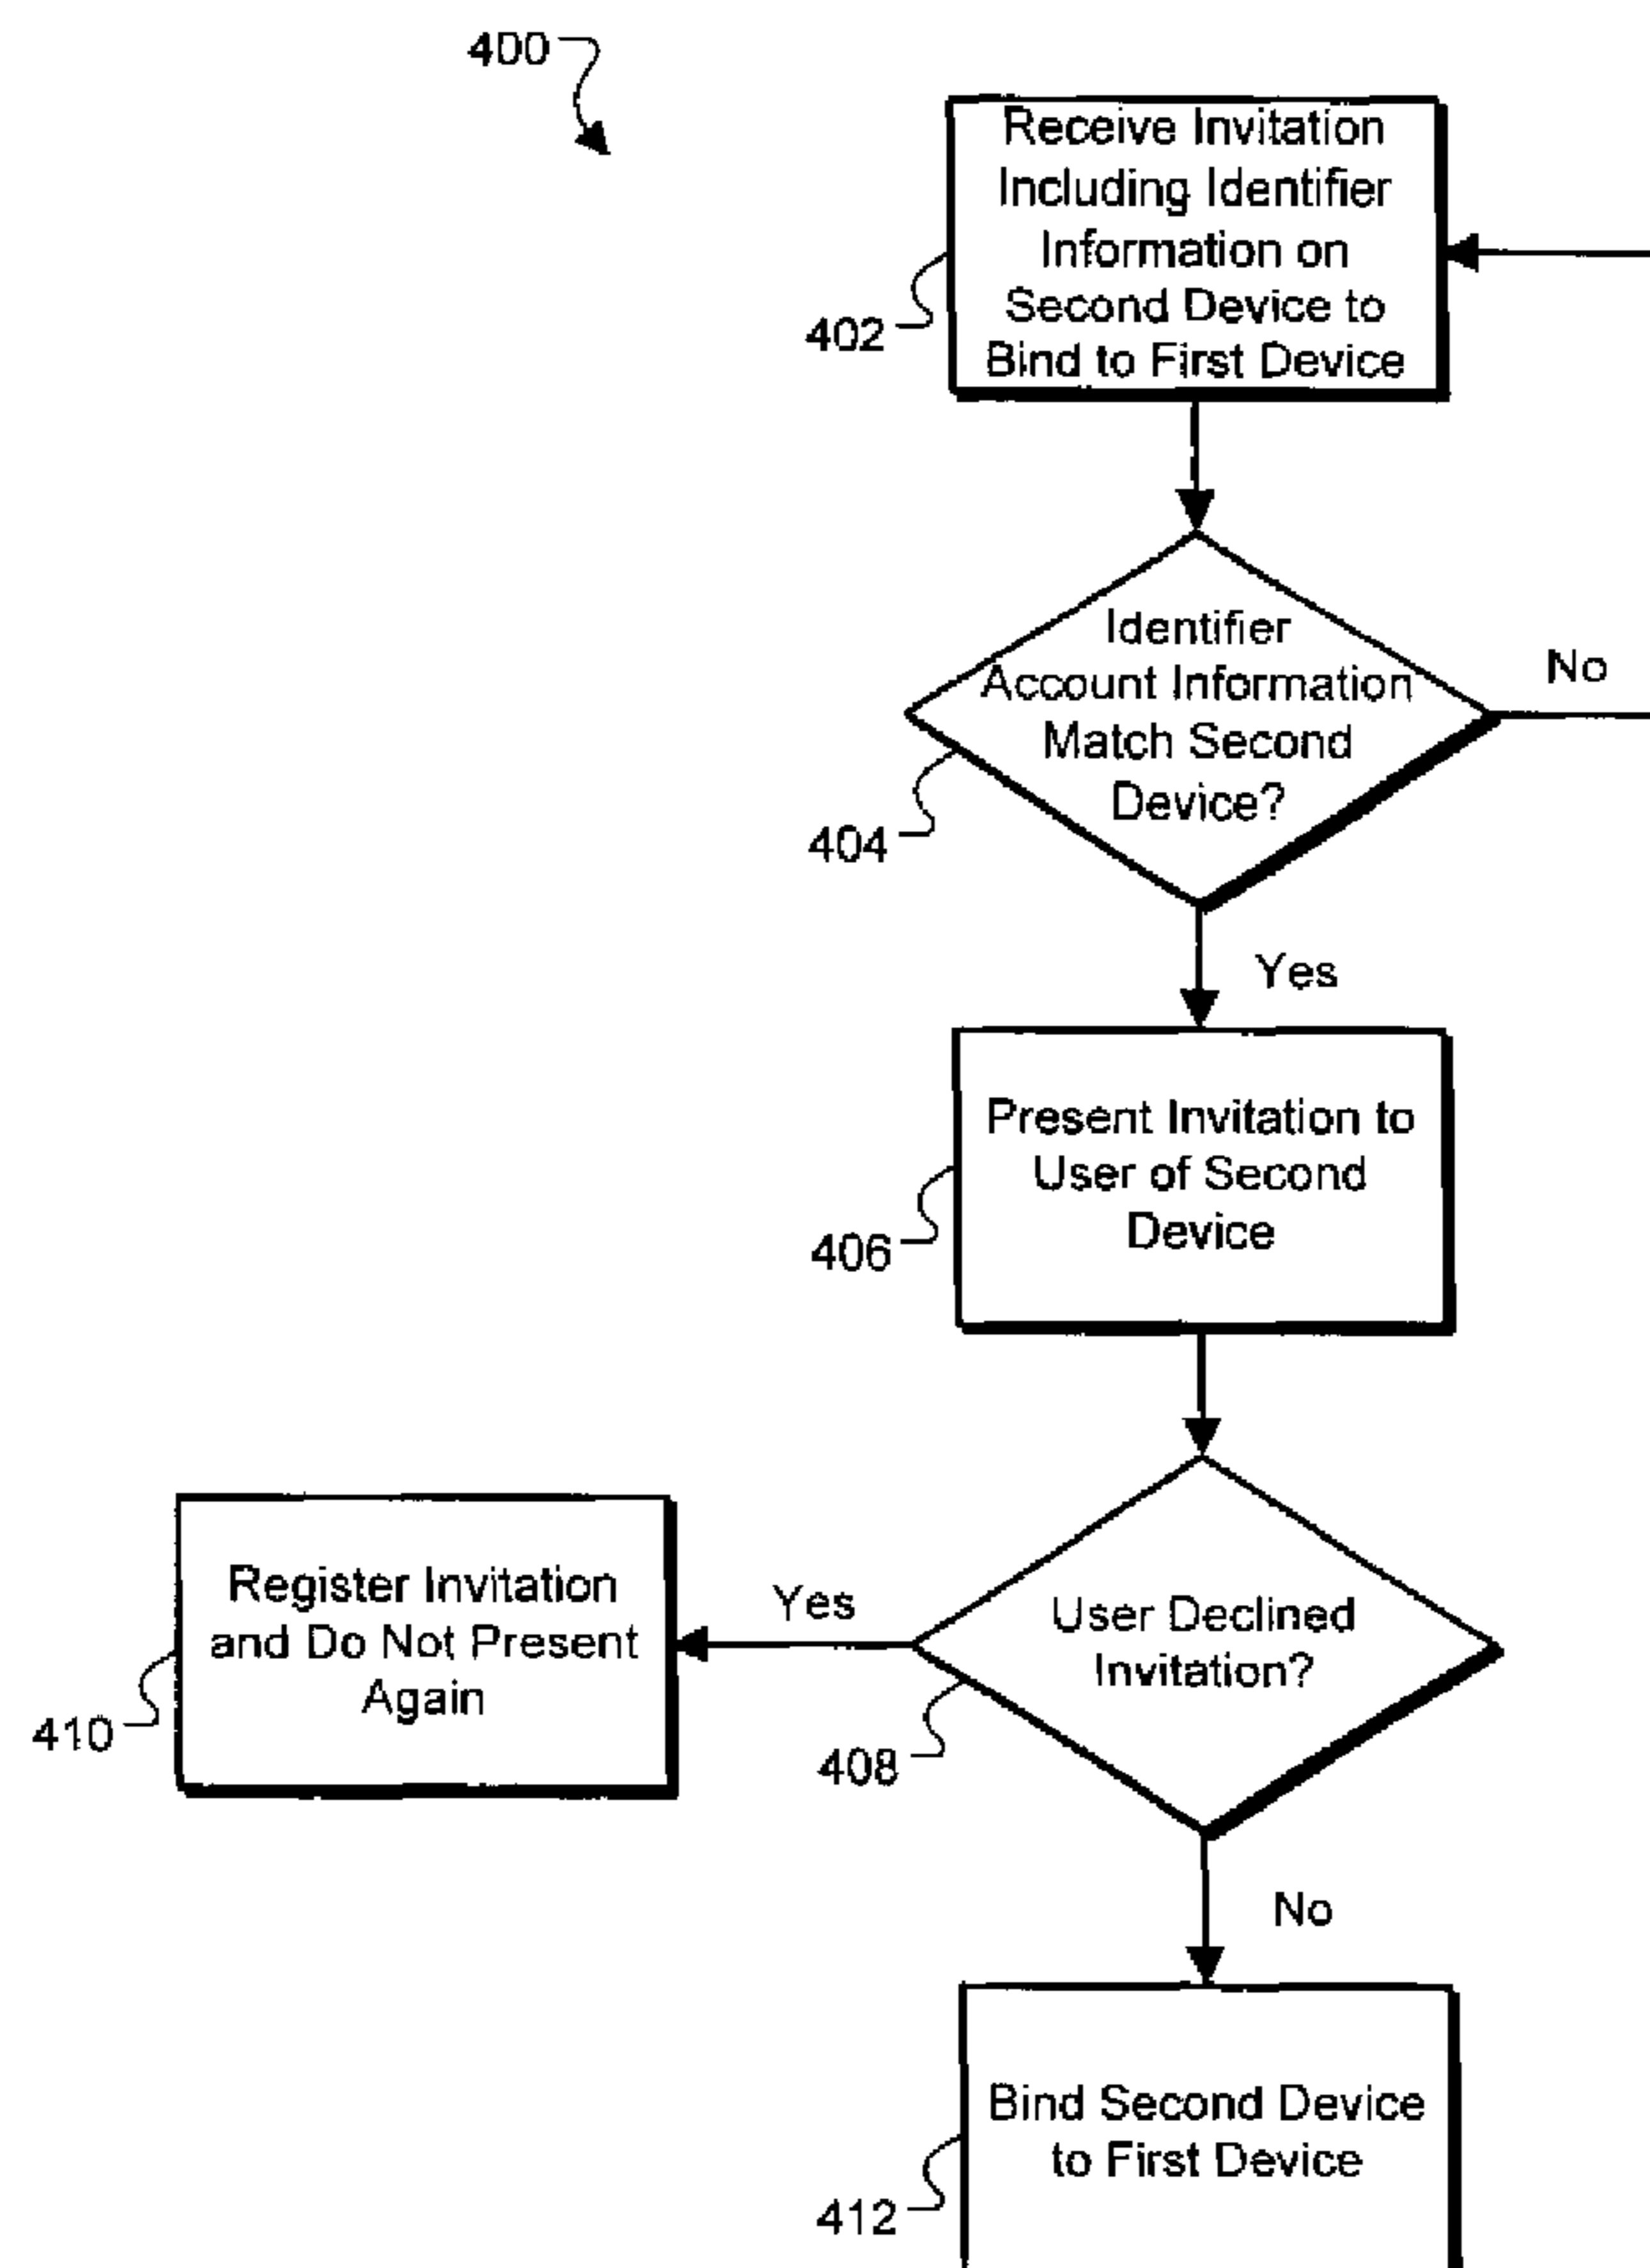 400
Receive Invitation
Including Identifier
Information on
Second Device to
Bind to First Device
402
Identifier
Account Information
Match Second
Device?
No
404
Yes
Present Invitation to
User of Second
Device
406
Register Invitation
and Do Not Present
Again
410
Yes
User Declined
Invitation?
408
No
Bind Second Device
to First Device
412